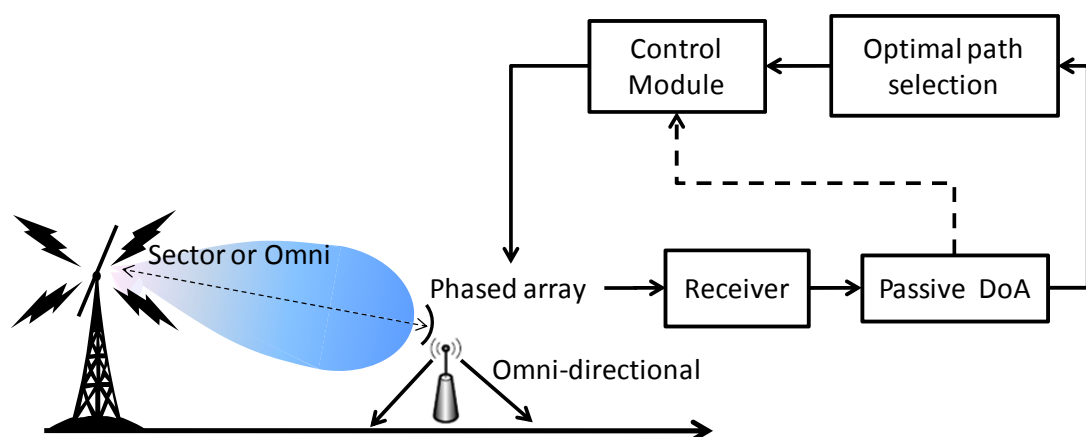 Control
Module
Optimal path
selection
Sector or Omni
Phased array
Receiver
Passive DoA
Omni-directional